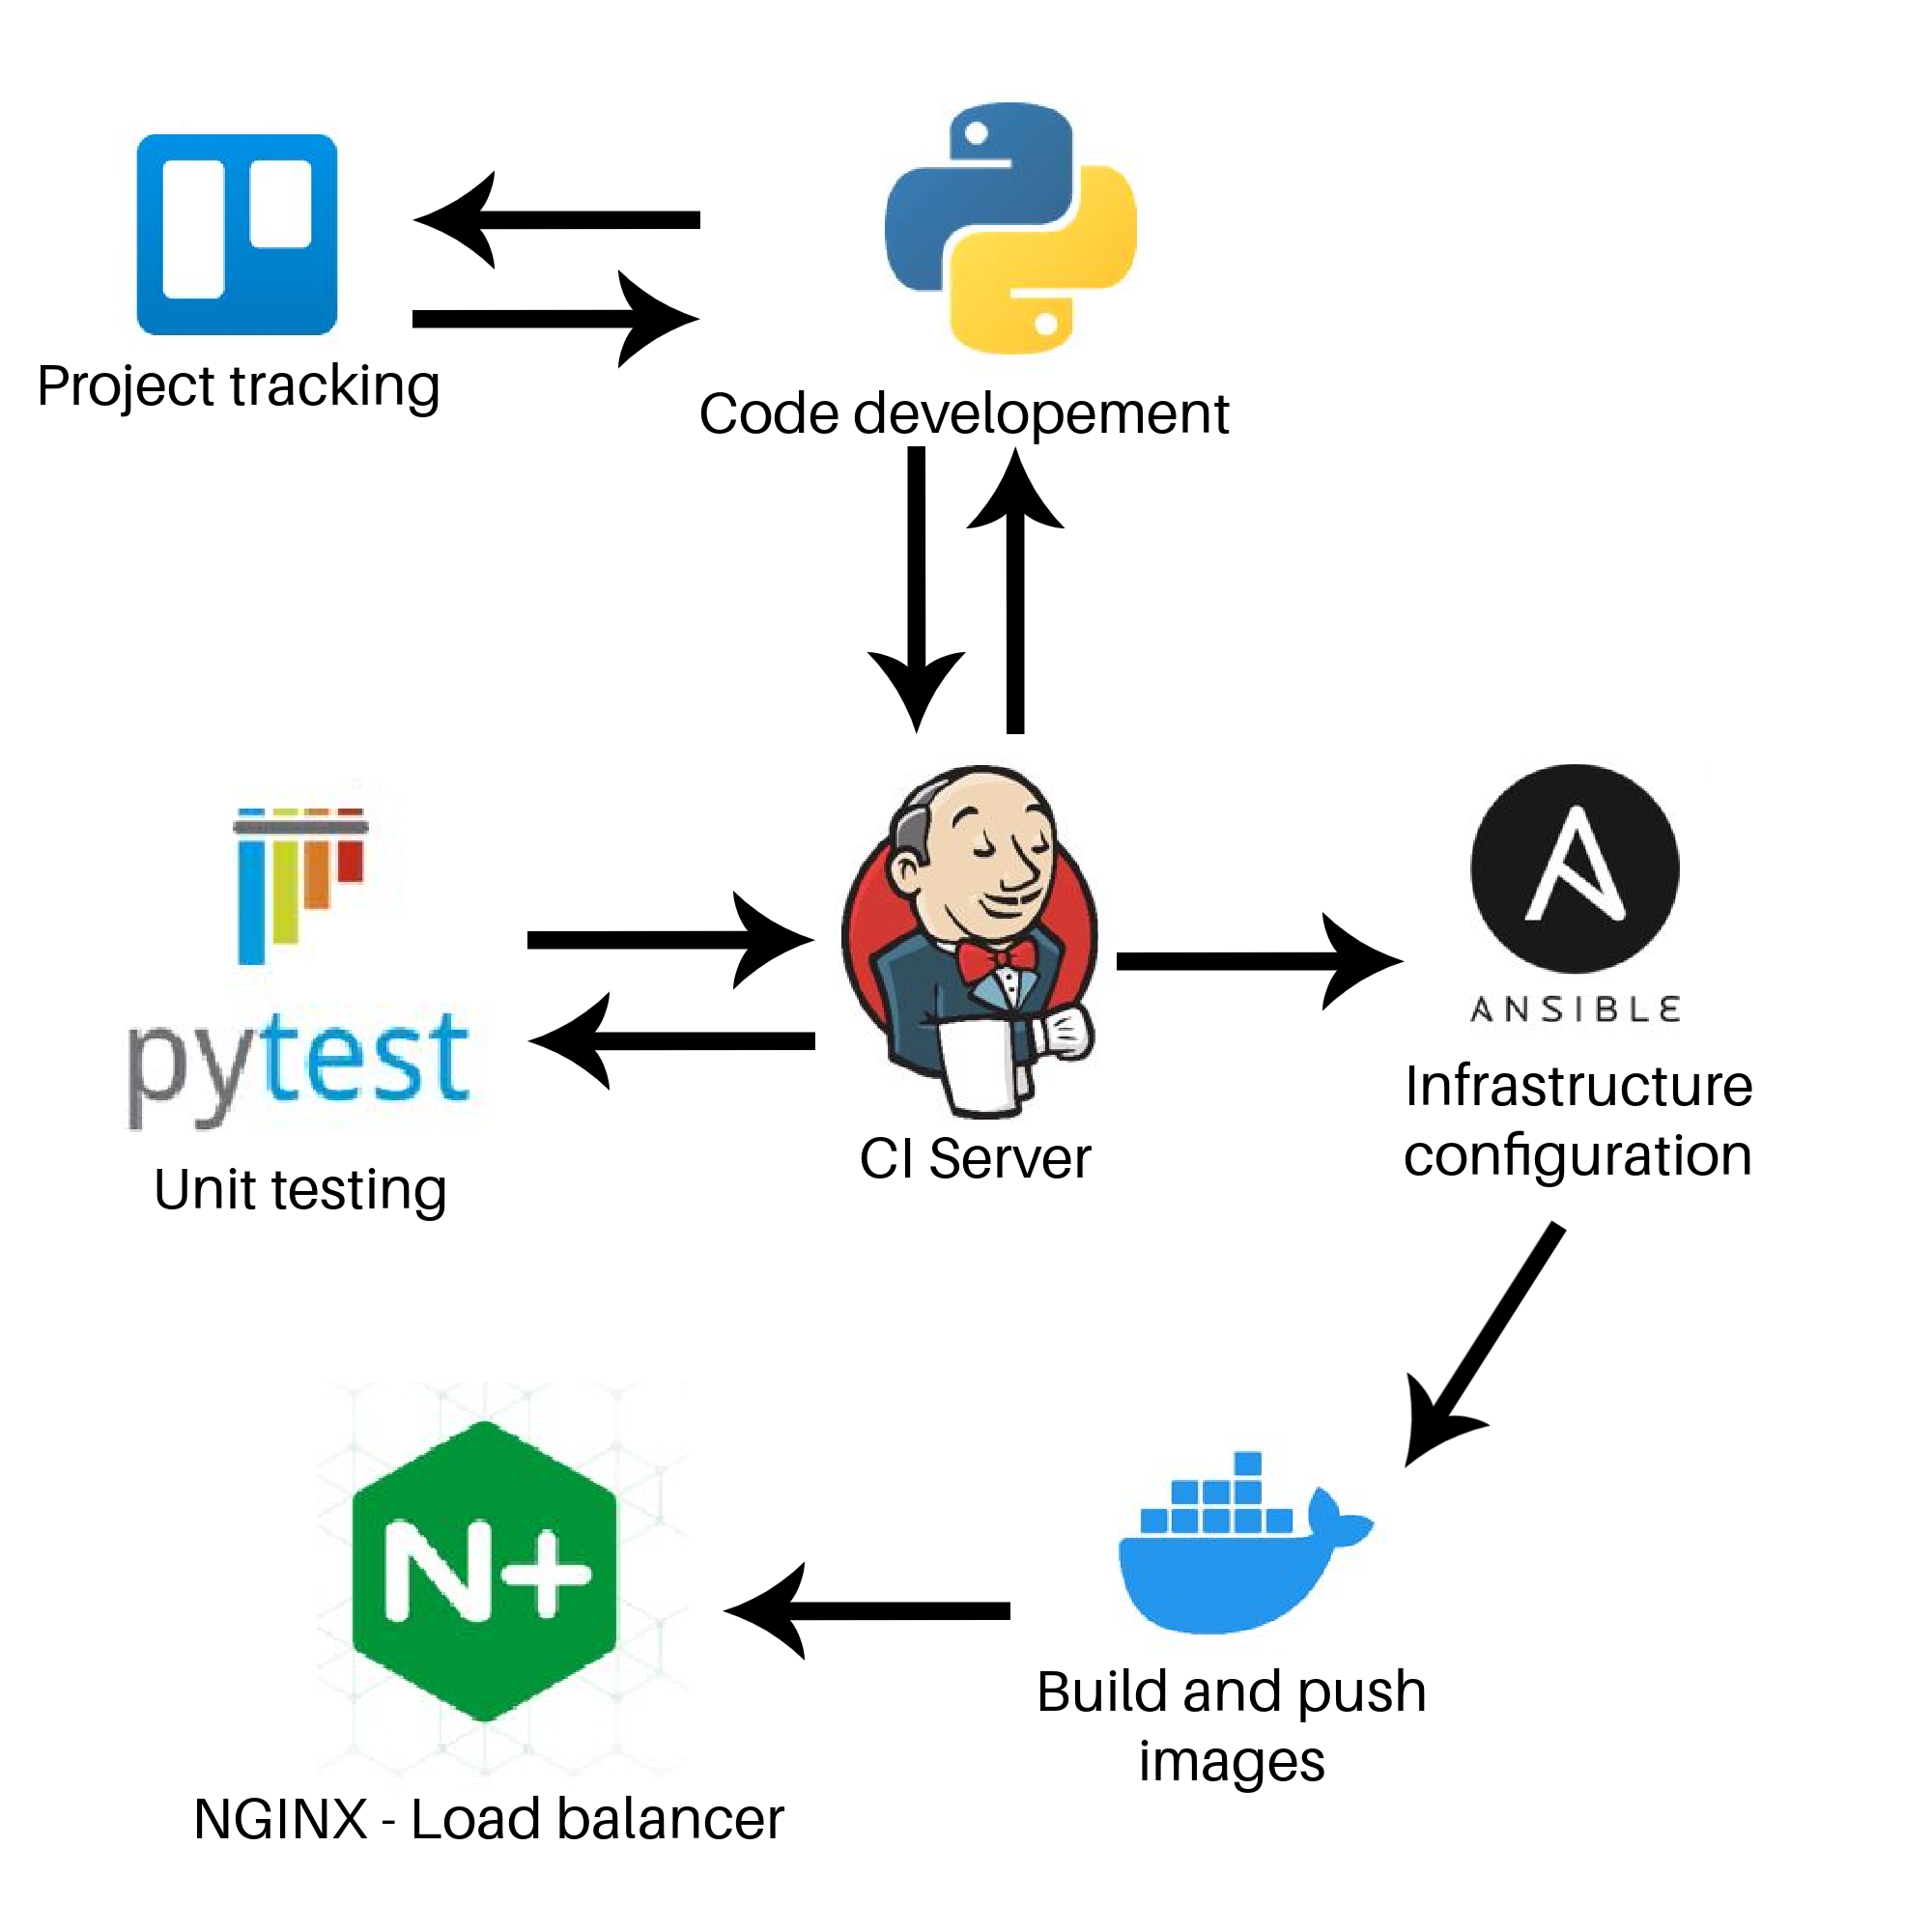 Project tracking
Code developement
pytest
Unit testing
CI Server
ANSIBLE
Infrastructure
configuration
N+
NGINX - Load balancer
Build and push
images